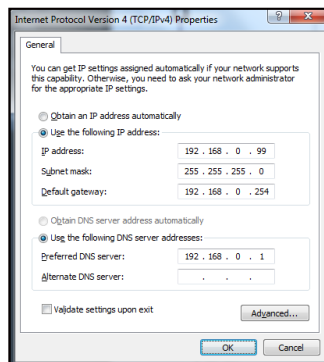 Internet Protocol Version 4 (TCP/IPv4) Properties
General
You can get IP settings assigned automatically if your network supports
this capability. Otherwise, you need to ask your network administrator
for the appropriate IP settings.
Obtain an IP address automatically
Use the following IP address:
IP address: 192 . 168 . 0 . 99
Subnet mask: 255 . 255 . 255 . 0
Default gateway: 192 . 168 . 0 . 254
Obtain DNS server address automatically
Use the following DNS server addresses:
Preferred DNS server: 192 . 168 . 0 . 1
Alternate DNS server: . . .
Validate settings upon exit
Advanced...
OK Cancel